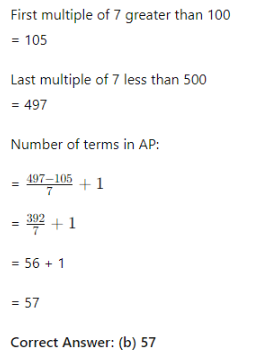 First multiple of 7 greater than 100
= 105
Last multiple of 7 less than 500
= 497
Number of terms in AP:
= \frac{497-105}{7} + 1
= \frac{392}{7} + 1
= 56 + 1
= 57
Correct Answer: (b) 57